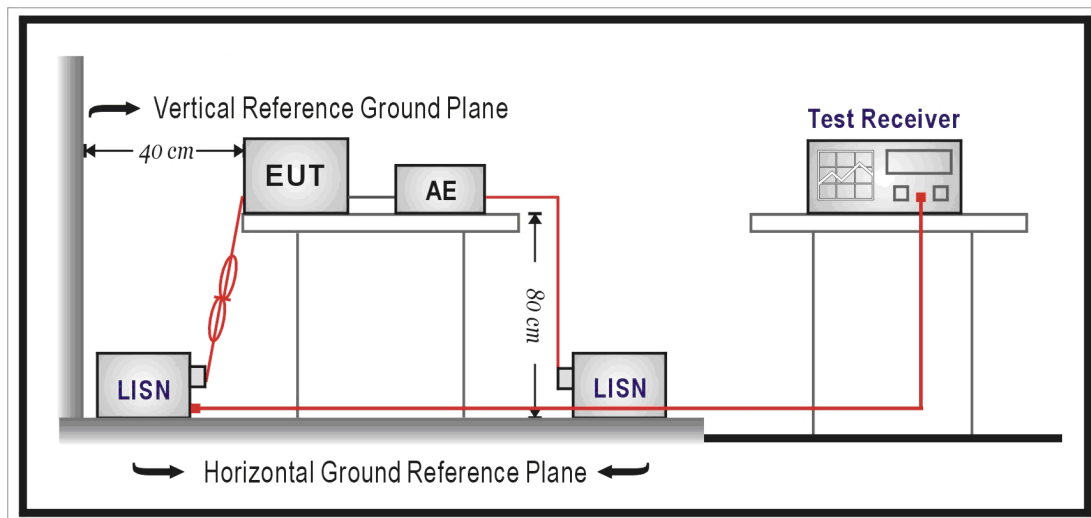 Vertical Reference Ground Plane
Test Receiver
40 cm
EUT
AE
80 cm
LISN
LISN
Horizontal Ground Reference Plane